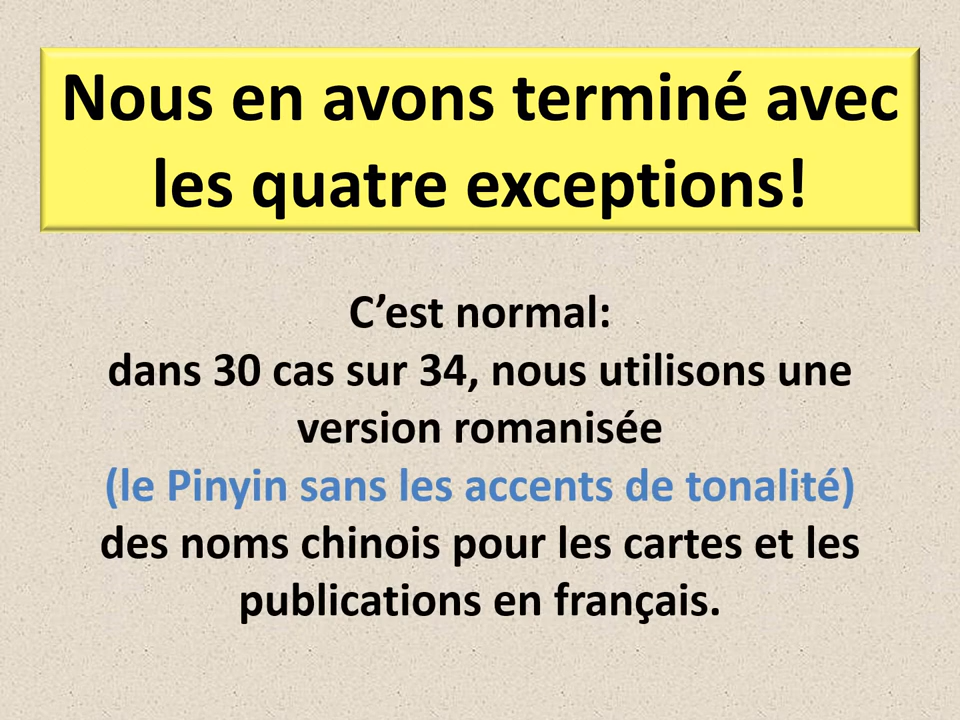 Nous en avons terminé avec
les quatre exceptions!
C’est normal:
dans 30 cas sur 34, nous utilisons une
version romanisée
(le Pinyin sans les accents de tonalité)
des noms chinois pour les cartes et les
publications en français.